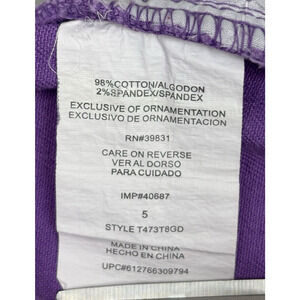 98%COTTON/ALGODON
2%SPANDEX/SPANDEX
EXCLUSIVE OF ORNAMENTATION
EXCLUSIVO DE ORNAMENTACION
RN#39831
CARE ON REVERSE
VER AL DORSO
PARA CUIDADO
IMP#40687
5
STYLE T473T8GD
MADE IN CHINA
HECHO EN CHINA
UPC#612766309794